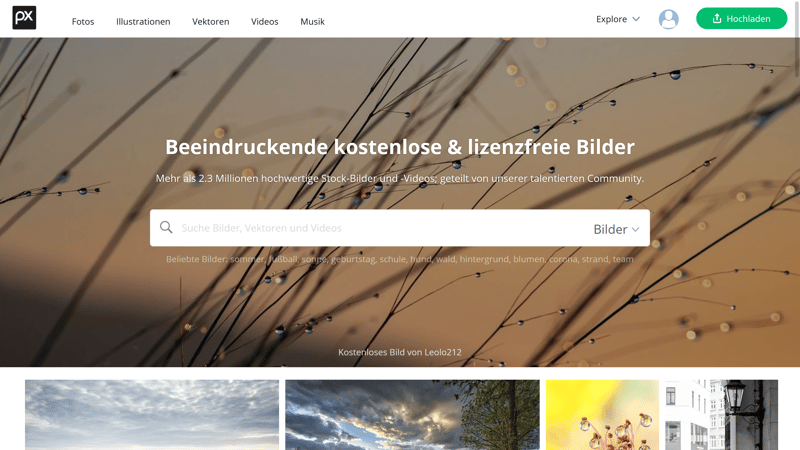 px
Fotos
Illustrationen
Vektoren
Videos
Musik
Explore
Hochladen
Beeindruckende kostenlose & lizenzfreie Bilder
Mehr als 2.3 Millionen hochwertige Stock-Bilder und -Videos; geteilt von unserer talentierten Community.
Suche Bilder, Vektoren und Videos
Bilder
Beliebte Bilder: sommer, fußball, sonne, geburtstag, schule, hund, wald, hintergrund, blumen, corona, strand, team
Kostenloses Bild von Leolo212